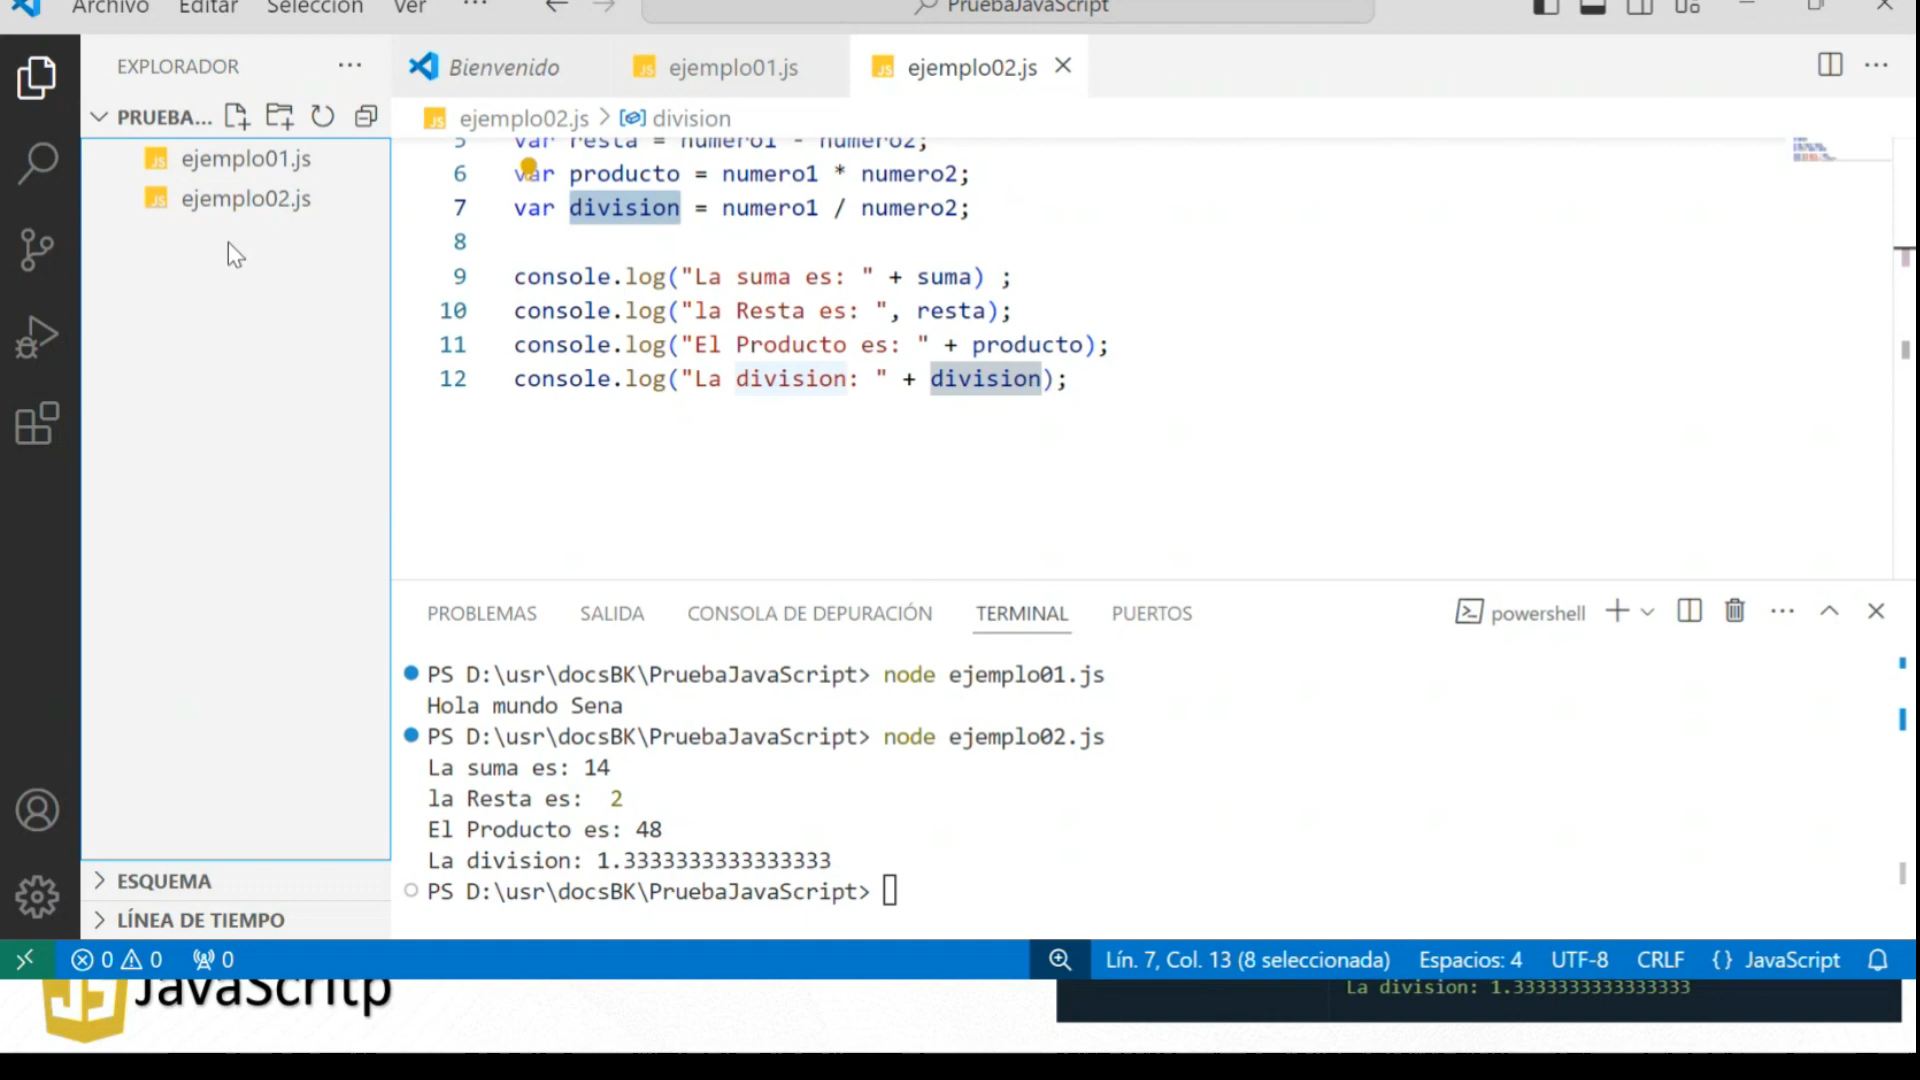 Archivo Editar Selección Ver ··· PruebaJavaScript
EXPLORADOR ···
Bienvenido ejemplo01.js ejemplo02.js
PRUEBA...
ejemplo02.js > division
ejemplo01.js
ejemplo02.js
5 var resta = numero1 - numero2;
6 var producto = numero1 * numero2;
7 var division = numero1 / numero2;
8
9 console.log("La suma es: " + suma) ;
10 console.log("la Resta es: ", resta);
11 console.log("El Producto es: " + producto);
12 console.log("La division: " + division);
PROBLEMAS SALIDA CONSOLA DE DEPURACIÓN TERMINAL PUERTOS powershell
PS D:\usr\docsBK\PruebaJavaScript> node ejemplo01.js
Hola mundo Sena
PS D:\usr\docsBK\PruebaJavaScript> node ejemplo02.js
La suma es: 14
la Resta es:  2
El Producto es: 48
La division: 1.3333333333333333
PS D:\usr\docsBK\PruebaJavaScript>
ESQUEMA
LÍNEA DE TIEMPO
0 0 0 Lín. 7, Col. 13 (8 seleccionada) Espacios: 4 UTF-8 CRLF {} JavaScript
JavaScritp
La division: 1.3333333333333333